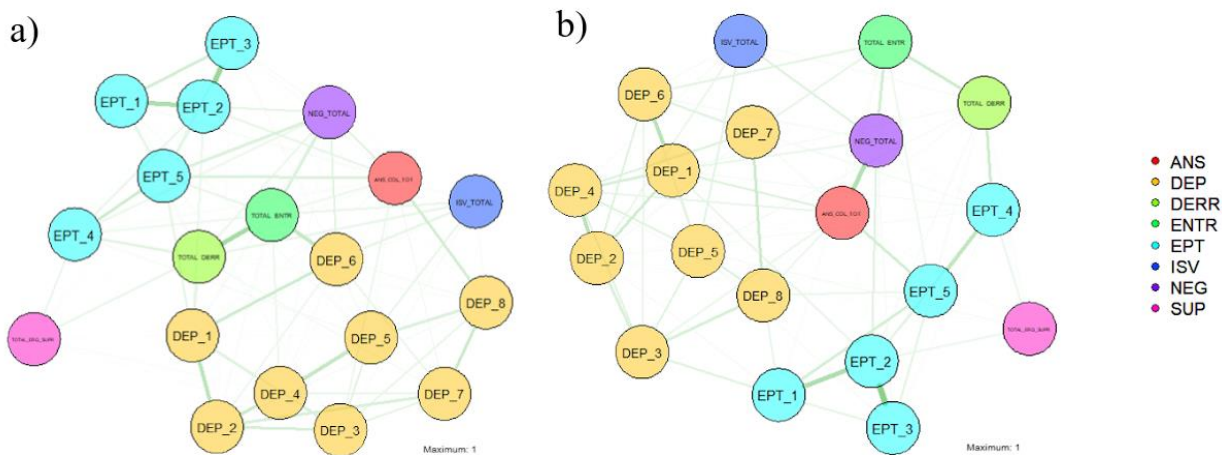 a)
EPT_3
EPT_1
EPT_2
NEG_TOTAL
EPT_5
ANS_COL_TOT
ISV_TOTAL
EPT_4
TOTAL_ENTR
TOTAL_DERR
DEP_6
DEP_8
DEP_1
DEP_5
DEP_4
DEP_7
DEP_2
DEP_3
Maximum: 1
b)
ISV_TOTAL
TOTAL_ENTR
DEP_6
TOTAL_DERR
DEP_7
NEG_TOTAL
DEP_1
DEP_4
ANS_COL_TOT
EPT_4
DEP_2
DEP_5
DEP_8
EPT_5
DEP_3
EPT_2
EPT_1
EPT_3
Maximum: 1
ANS
DEP
DERR
ENTR
EPT
ISV
NEG
SUP